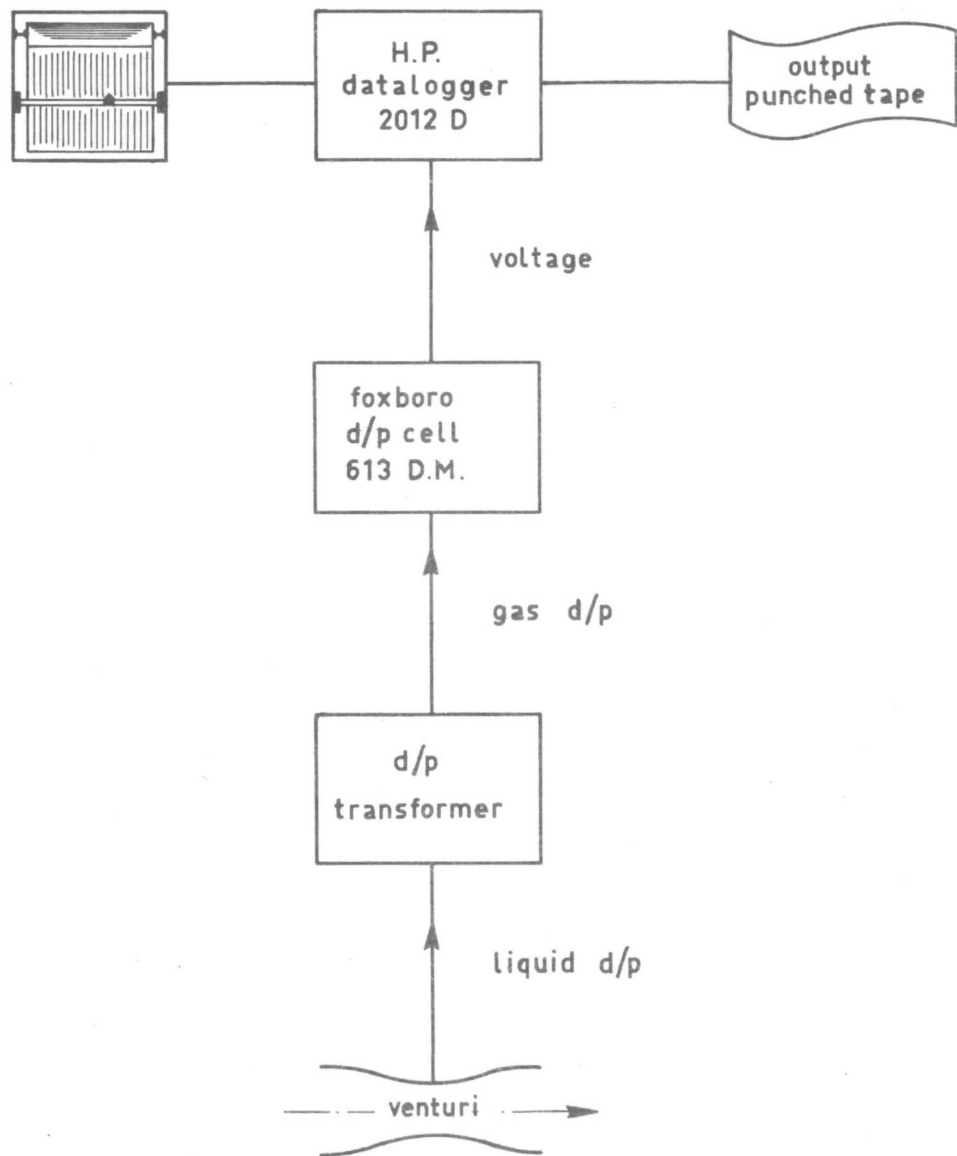 H.P.
datalogger
2012 D
output
punched tape
voltage
foxboro
d/p cell
613 D.M.
gas d/p
d/p
transformer
liquid d/p
venturi